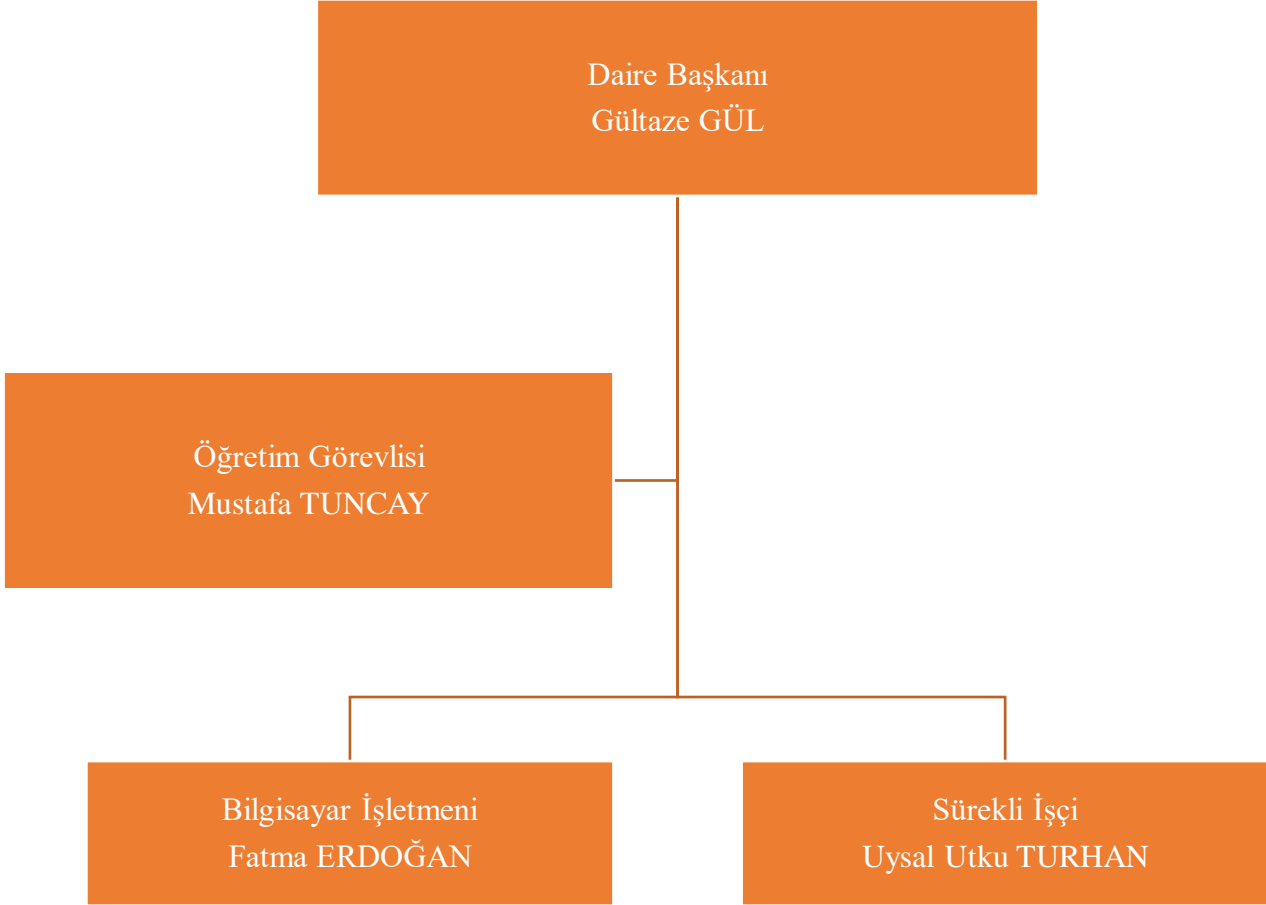 Daire Başkanı
Gültaze GÜL
Öğretim Görevlisi
Mustafa TUNCAY
Bilgisayar İşletmeni
Fatma ERDOĞAN
Sürekli İşçi
Uysal Utku TURHAN